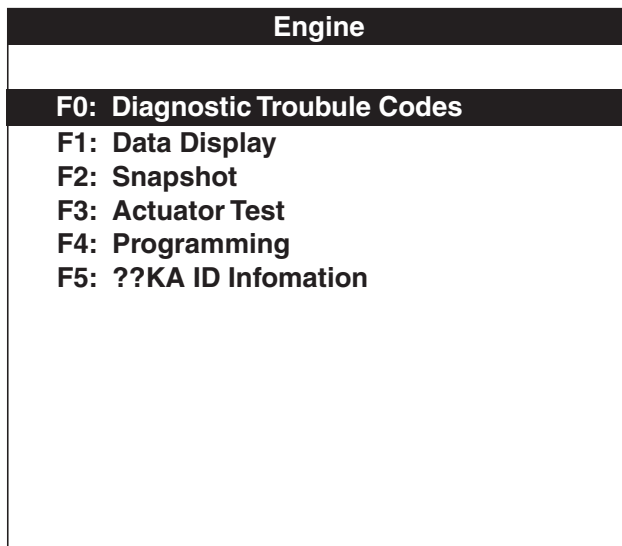 Engine
F0: Diagnostic Troubule Codes
F1: Data Display
F2: Snapshot
F3: Actuator Test
F4: Programming
F5: ??KA ID Infomation